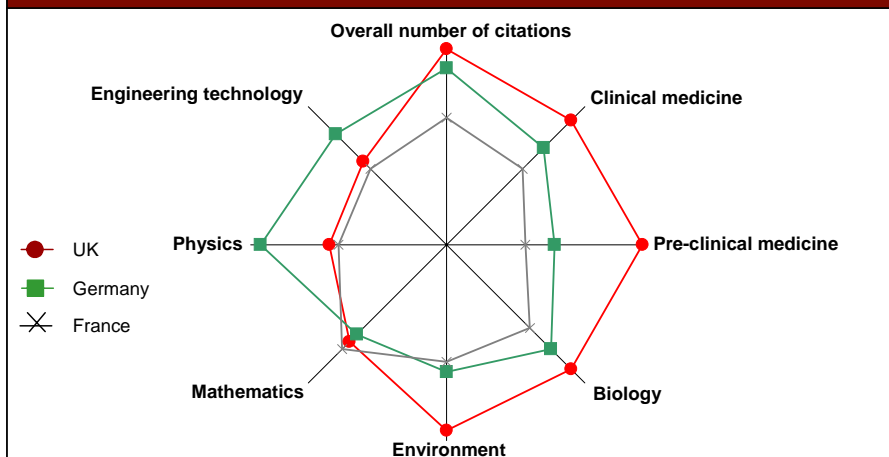 Overall number of citations
Engineering technology
Clinical medicine
Physics
Pre-clinical medicine
UK
Germany
France
Mathematics
Biology
Environment